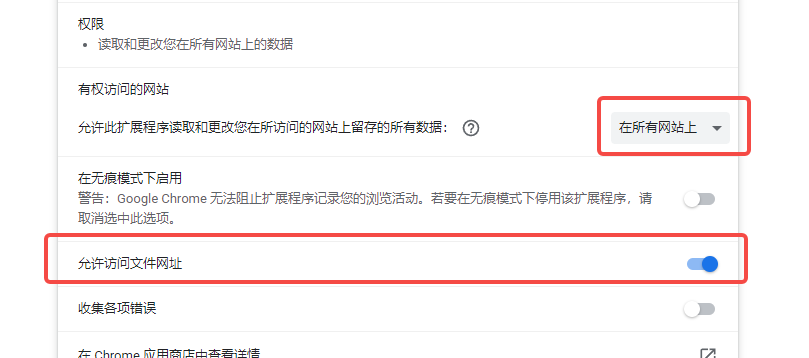 权限
• 读取和更改您在所有网站上的数据
有权访问的网站
允许此扩展程序读取和更改您在所访问的网站上留存的所有数据： ?
在所有网站上
在无痕模式下启用
警告：Google Chrome 无法阻止扩展程序记录您的浏览活动。若要在无痕模式下停用该扩展程序，请
取消选中此选项。
允许访问文件网址
收集各项错误
在 Chrome 应用商店中查看详情